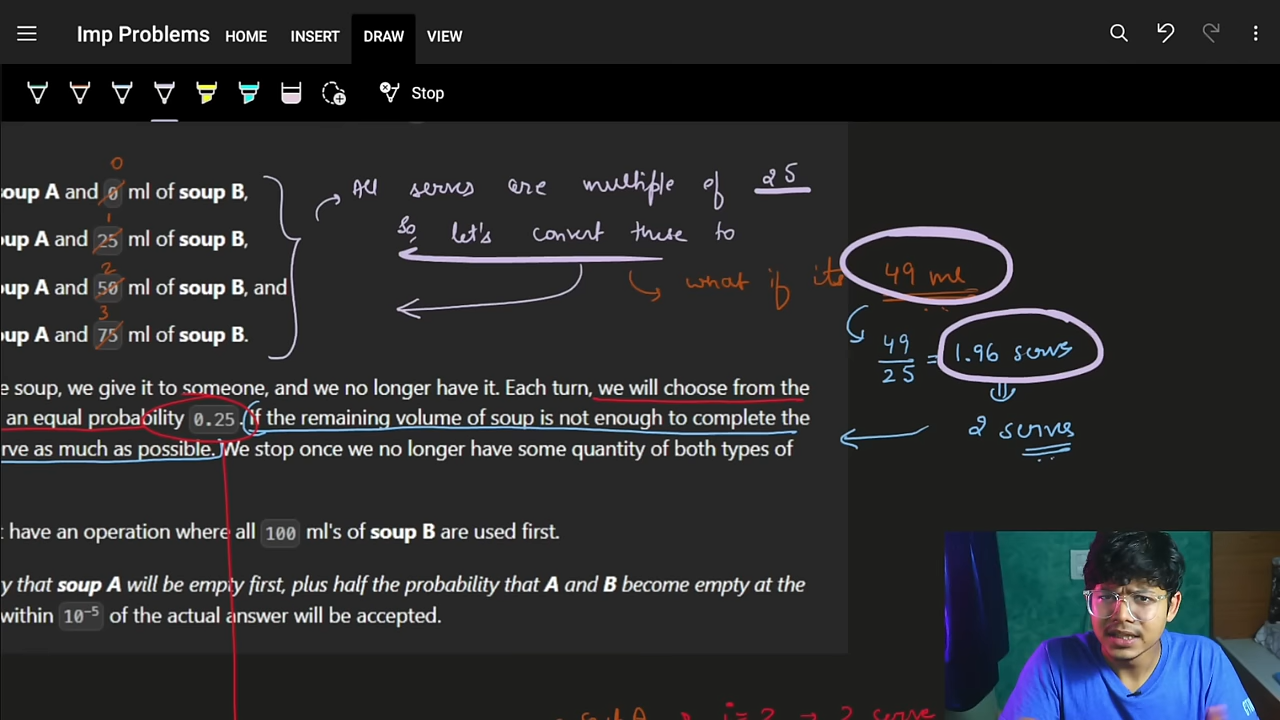 Imp Problems HOME INSERT DRAW VIEW
Stop
0
soup A and 0 ml of soup B,
1
oup A and 25 ml of soup B,
2
oup A and 50 ml of soup B, and
3
oup A and 75 ml of soup B.
All serves are multiple of 25
So, let's convert these to
what if its 49 ml
49/25 = 1.96 serves
2 serves
e soup, we give it to someone, and we no longer have it. Each turn, we will choose from the
an equal probability 0.25. If the remaining volume of soup is not enough to complete the
rve as much as possible. We stop once we no longer have some quantity of both types of
t have an operation where all 100 ml's of soup B are used first.
y that soup A will be empty first, plus half the probability that A and B become empty at the
within 10⁻⁵ of the actual answer will be accepted.